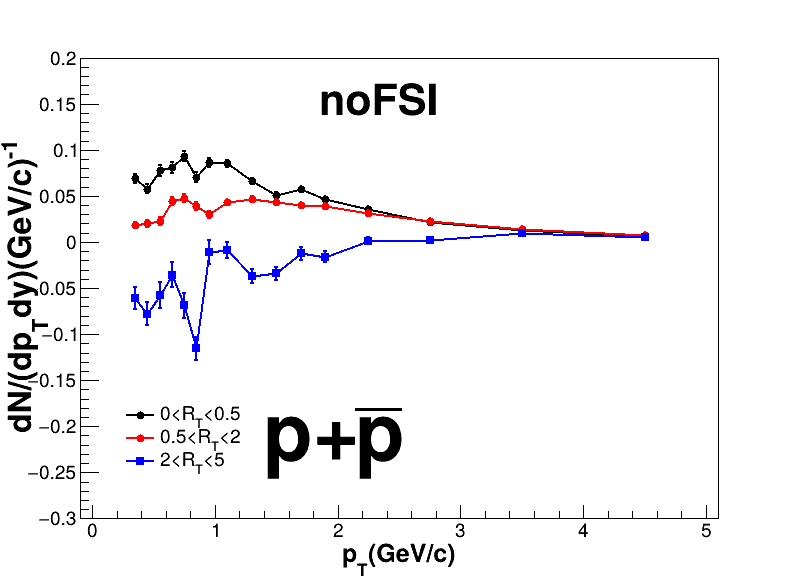 noFSI
dN/(dp_T dy)(GeV/c)^-1
0.2
0.15
0.1
0.05
0
−0.05
−0.1
−0.15
−0.2
−0.25
−0.3
0<R_T<0.5
0.5<R_T<2
2<R_T<5
p+p̅
0
1
2
3
4
5
p_T(GeV/c)